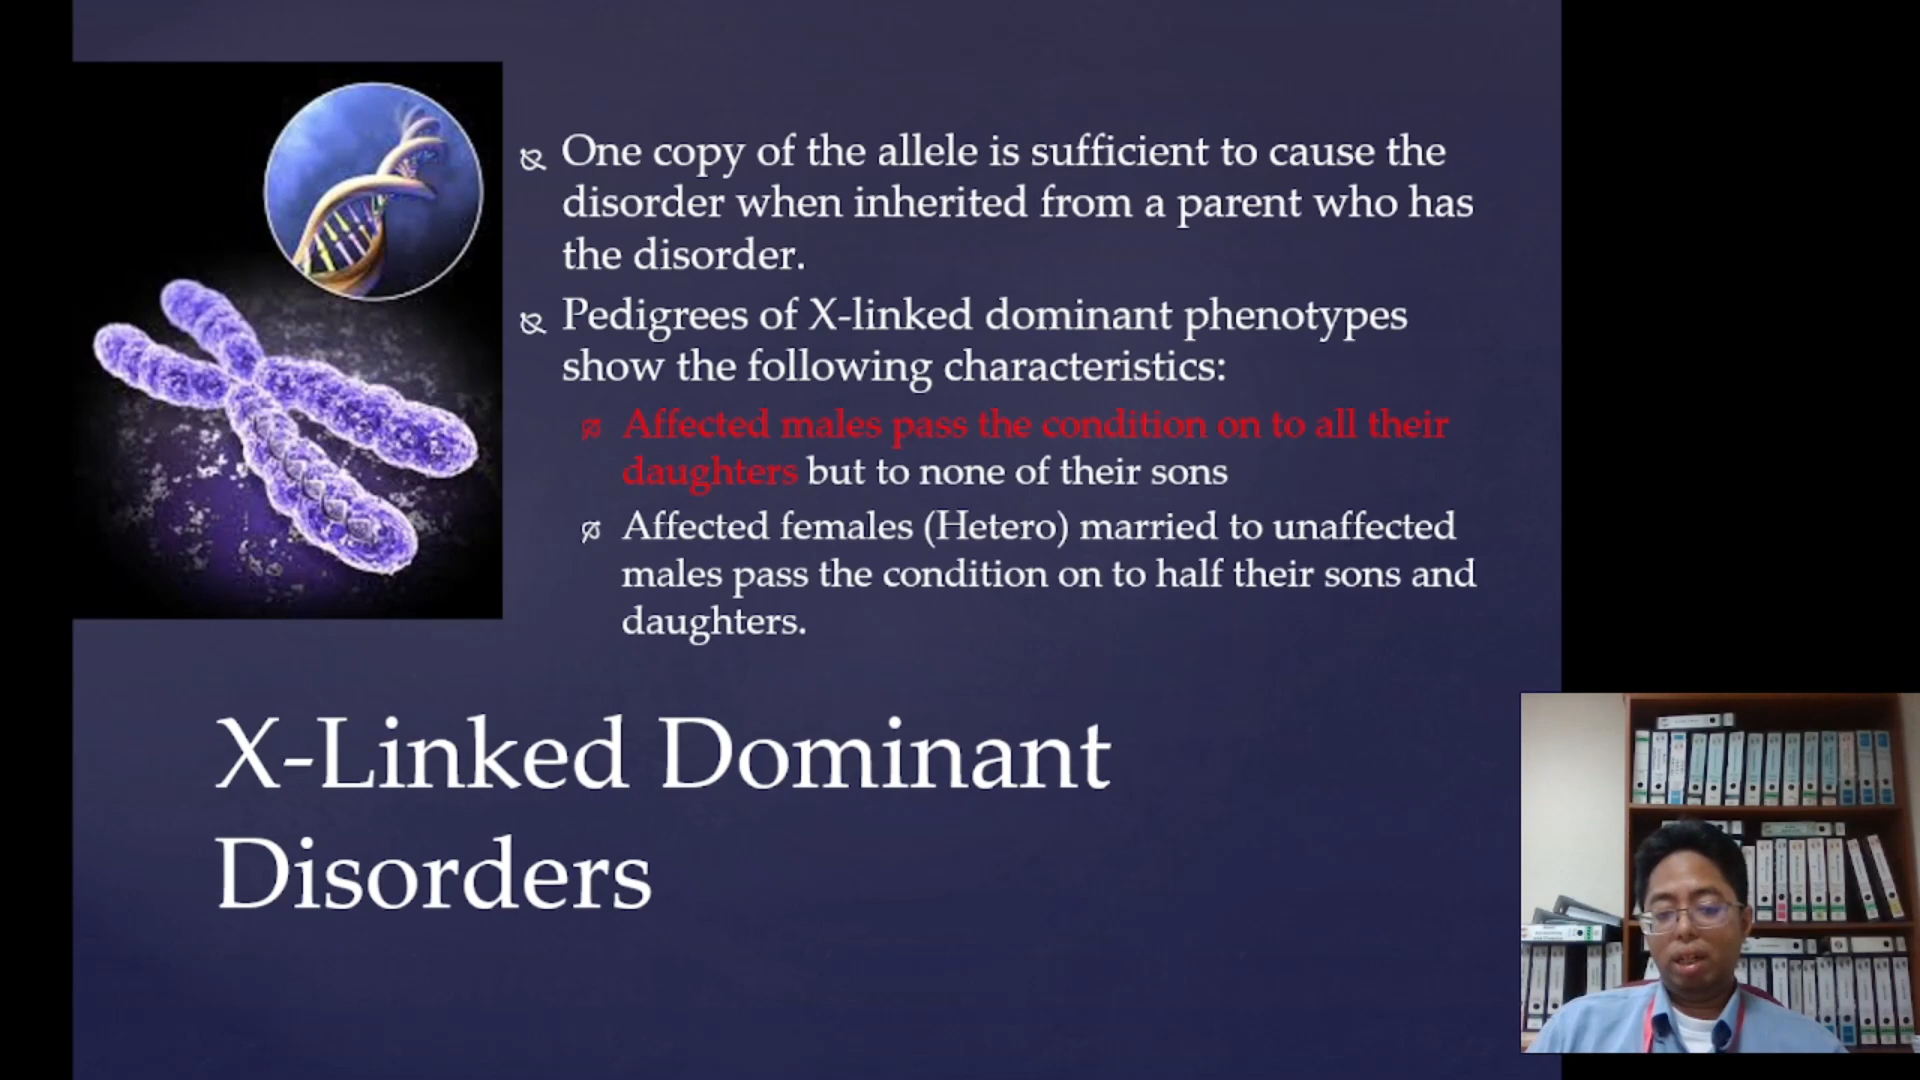 One copy of the allele is sufficient to cause the
disorder when inherited from a parent who has
the disorder.
Pedigrees of X-linked dominant phenotypes
show the following characteristics:
Affected males pass the condition on to all their
daughters but to none of their sons
Affected females (Hetero) married to unaffected
males pass the condition on to half their sons and
daughters.
X-Linked Dominant
Disorders